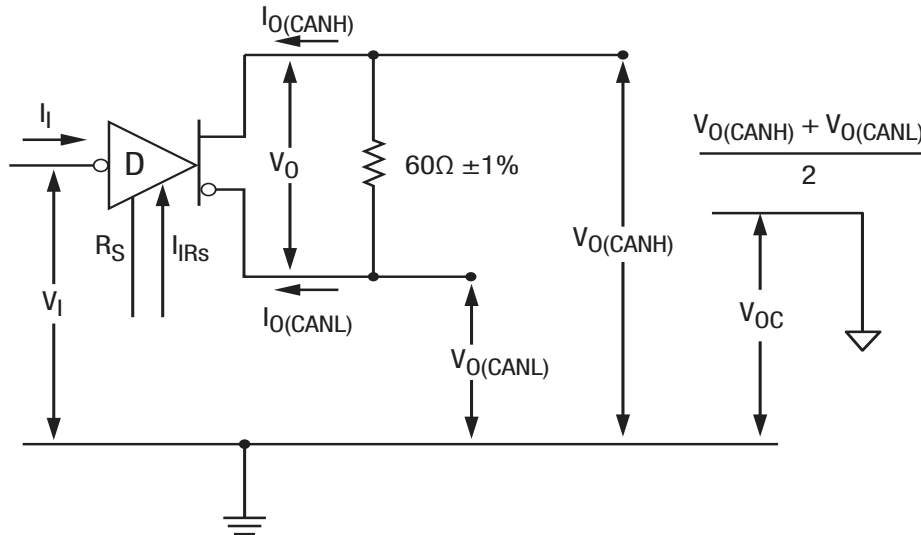 I_O(CANH)
I_I
D
V_O
60Ω ±1%
V_O(CANH) + V_O(CANL)
2
R_S
I_IRs
V_O(CANH)
V_I
I_O(CANL)
V_OC
V_O(CANL)